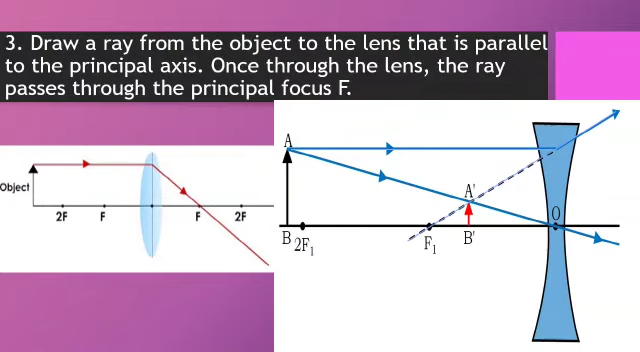 3. Draw a ray from the object to the lens that is parallel
to the principal axis. Once through the lens, the ray
passes through the principal focus F.
Object
2F F F 2F
A
A'
O
B 2F₁ F₁ B'